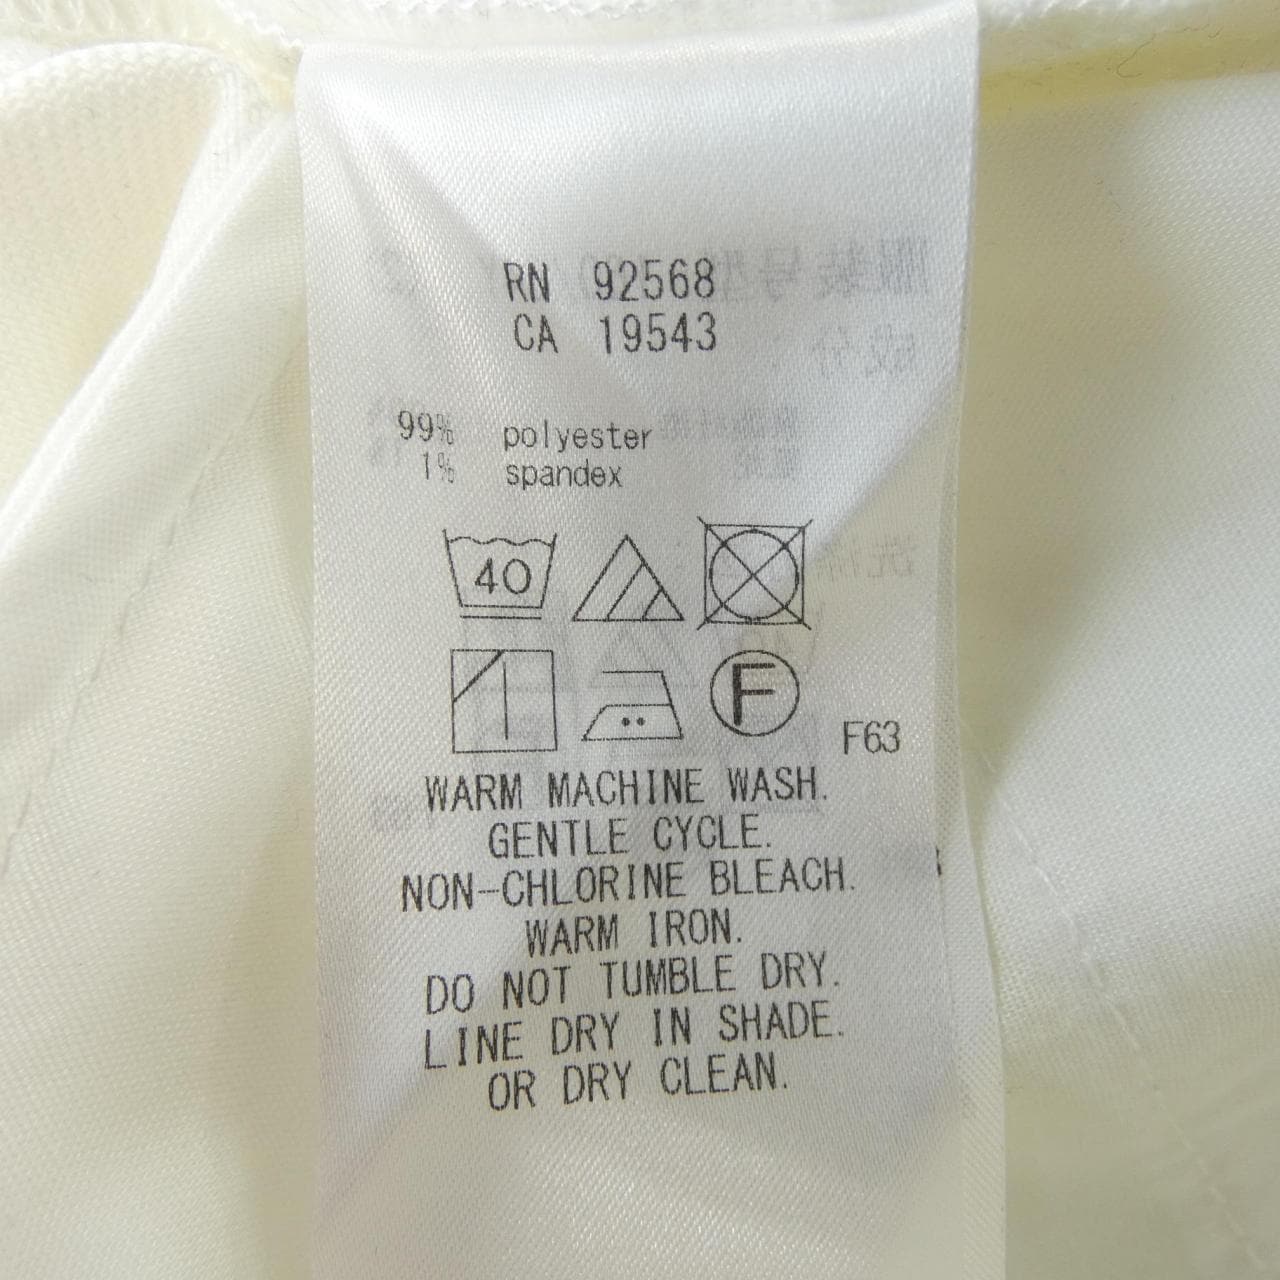 RN 92568
CA 19543
99% polyester
1% spandex
40
F
F63
WARM MACHINE WASH.
GENTLE CYCLE.
NON-CHLORINE BLEACH.
WARM IRON.
DO NOT TUMBLE DRY.
LINE DRY IN SHADE.
OR DRY CLEAN.